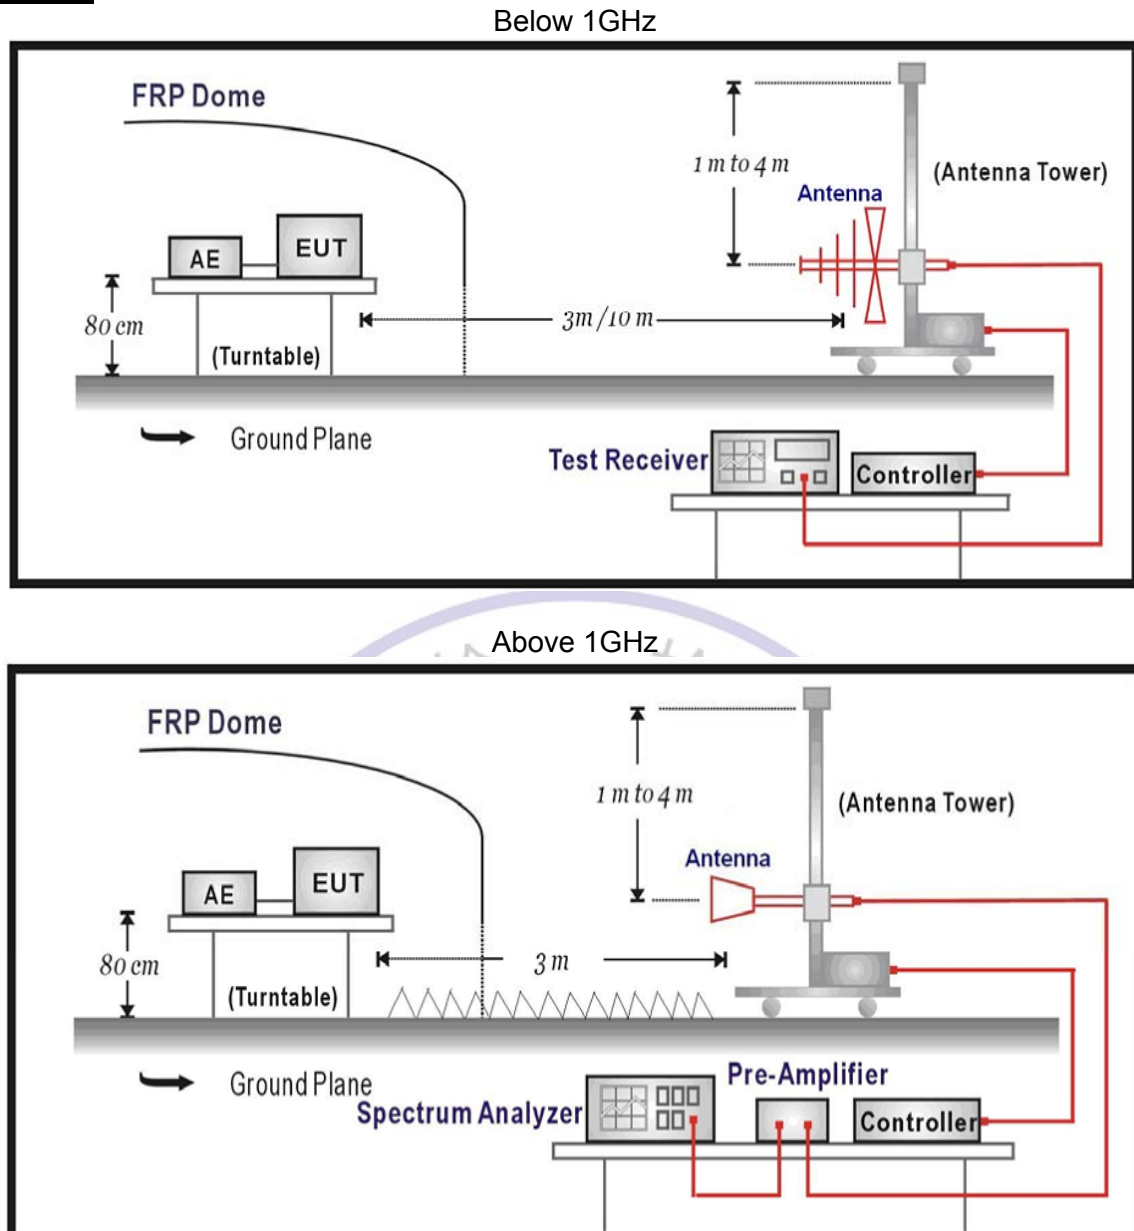 Below 1GHz
FRP Dome
1 m to 4 m
(Antenna Tower)
Antenna
AE
EUT
80 cm
3m/10 m
(Turntable)
Ground Plane
Test Receiver
Controller
Above 1GHz
FRP Dome
1 m to 4 m
(Antenna Tower)
Antenna
AE
EUT
80 cm
3 m
(Turntable)
Ground Plane
Pre-Amplifier
Spectrum Analyzer
Controller